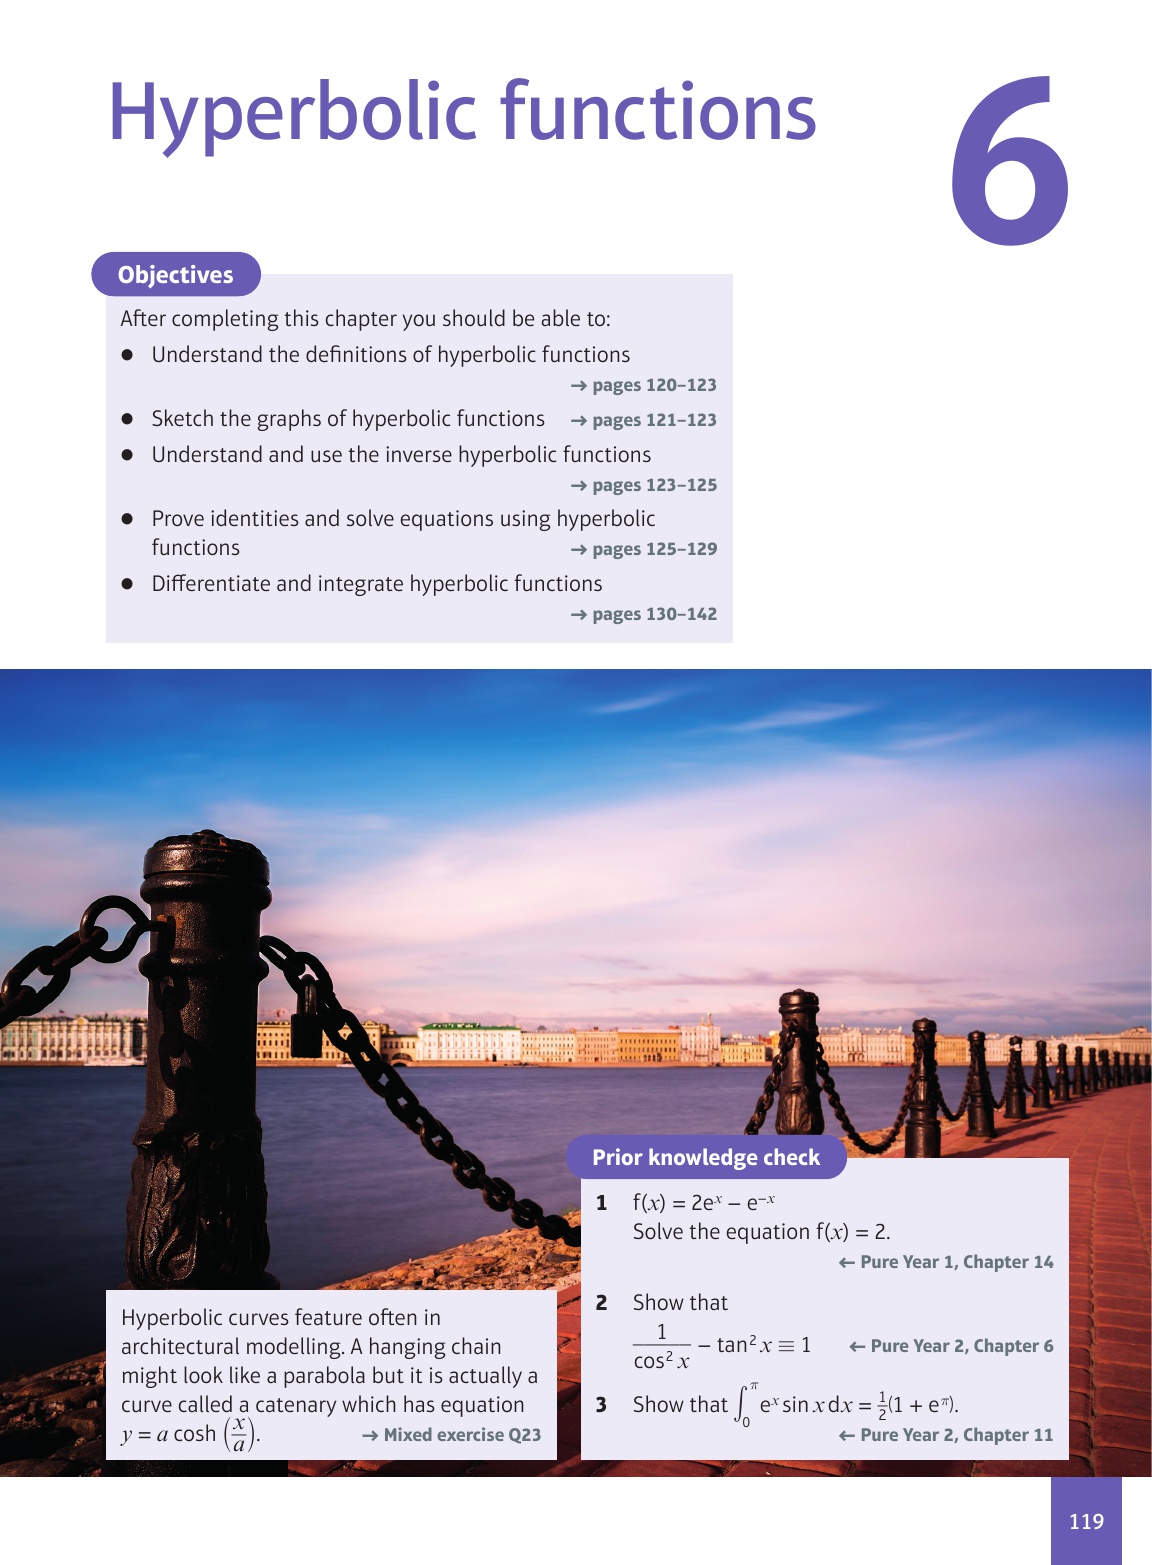 Hyperbolic functions
6
Objectives
After completing this chapter you should be able to:
● Understand the definitions of hyperbolic functions
→ pages 120–123
● Sketch the graphs of hyperbolic functions → pages 121–123
● Understand and use the inverse hyperbolic functions
→ pages 123–125
● Prove identities and solve equations using hyperbolic
functions → pages 125–129
● Differentiate and integrate hyperbolic functions
→ pages 130–142
Hyperbolic curves feature often in
architectural modelling. A hanging chain
might look like a parabola but it is actually a
curve called a catenary which has equation
y = a cosh (x/a). → Mixed exercise Q23
Prior knowledge check
1 f(x) = 2eˣ – e⁻ˣ
Solve the equation f(x) = 2.
← Pure Year 1, Chapter 14
2 Show that
1/cos² x – tan² x ≡ 1 ← Pure Year 2, Chapter 6
3 Show that ∫₀^π eˣ sin x dx = ½(1 + e^π).
← Pure Year 2, Chapter 11
119